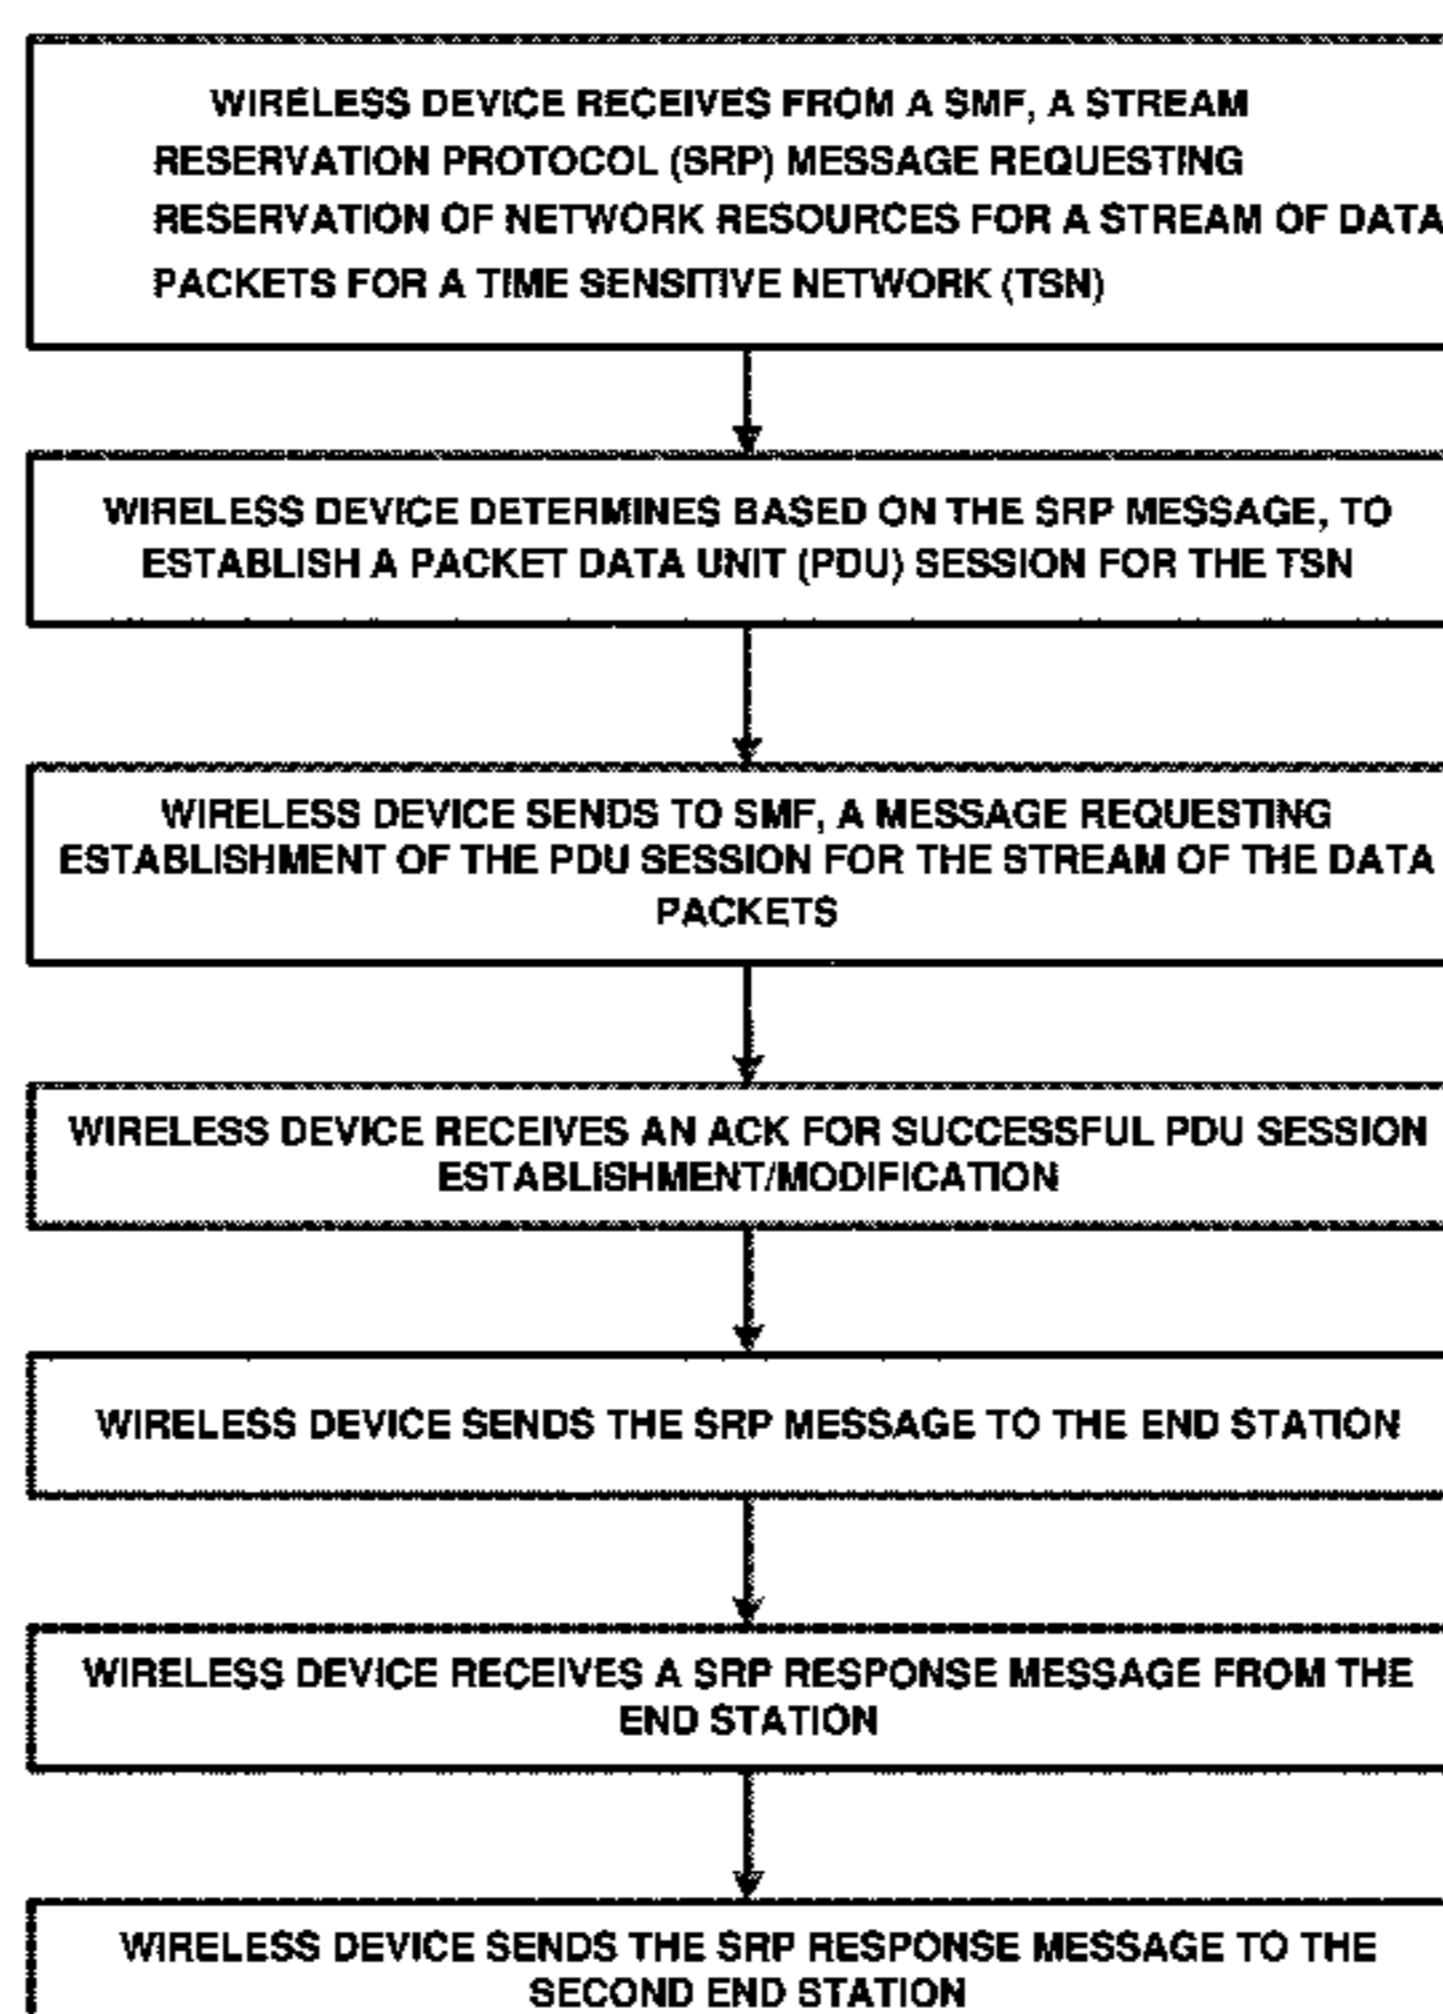 WIRELESS DEVICE RECEIVES FROM A SMF, A STREAM
RESERVATION PROTOCOL (SRP) MESSAGE REQUESTING
RESERVATION OF NETWORK RESOURCES FOR A STREAM OF DATA
PACKETS FOR A TIME SENSITIVE NETWORK (TSN)
WIRELESS DEVICE DETERMINES BASED ON THE SRP MESSAGE, TO
ESTABLISH A PACKET DATA UNIT (PDU) SESSION FOR THE TSN
WIRELESS DEVICE SENDS TO SMF, A MESSAGE REQUESTING
ESTABLISHMENT OF THE PDU SESSION FOR THE STREAM OF THE DATA
PACKETS
WIRELESS DEVICE RECEIVES AN ACK FOR SUCCESSFUL PDU SESSION
ESTABLISHMENT/MODIFICATION
WIRELESS DEVICE SENDS THE SRP MESSAGE TO THE END STATION
WIRELESS DEVICE RECEIVES A SRP RESPONSE MESSAGE FROM THE
END STATION
WIRELESS DEVICE SENDS THE SRP RESPONSE MESSAGE TO THE
SECOND END STATION